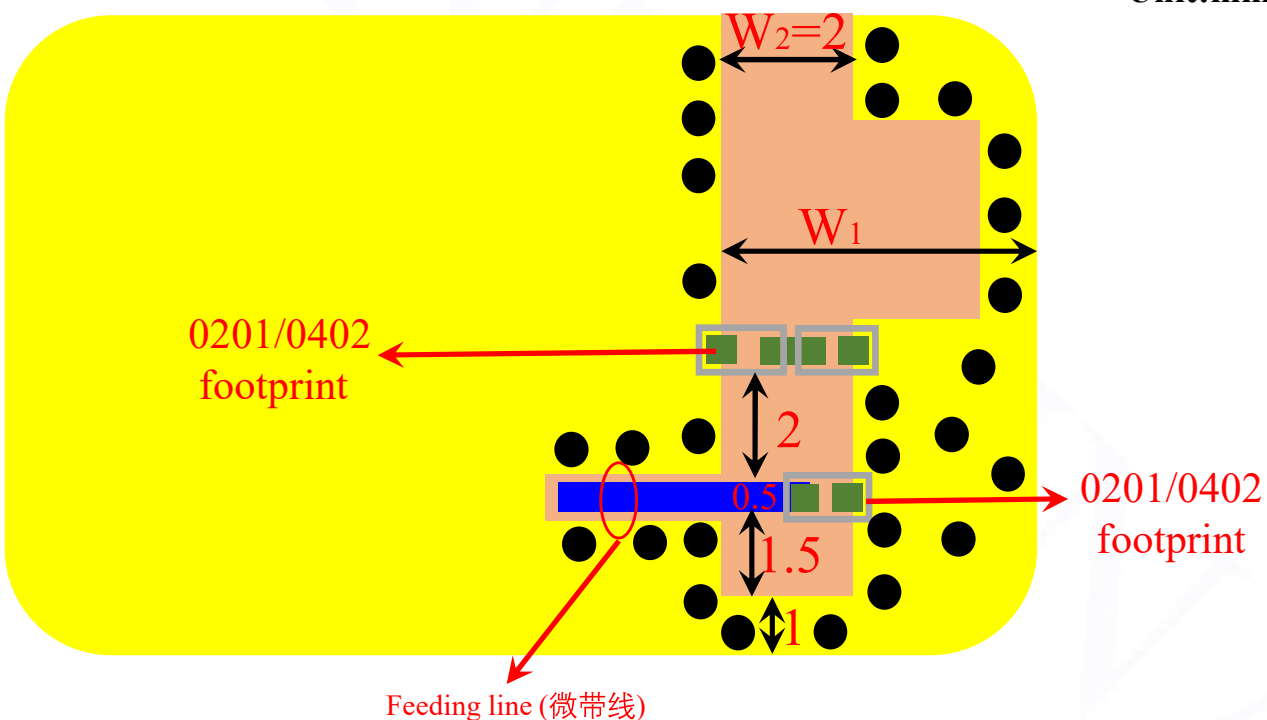 W2=2
W1
0201/0402
footprint
2
0.5
0201/0402
footprint
1.5
1
Feeding line (微带线)